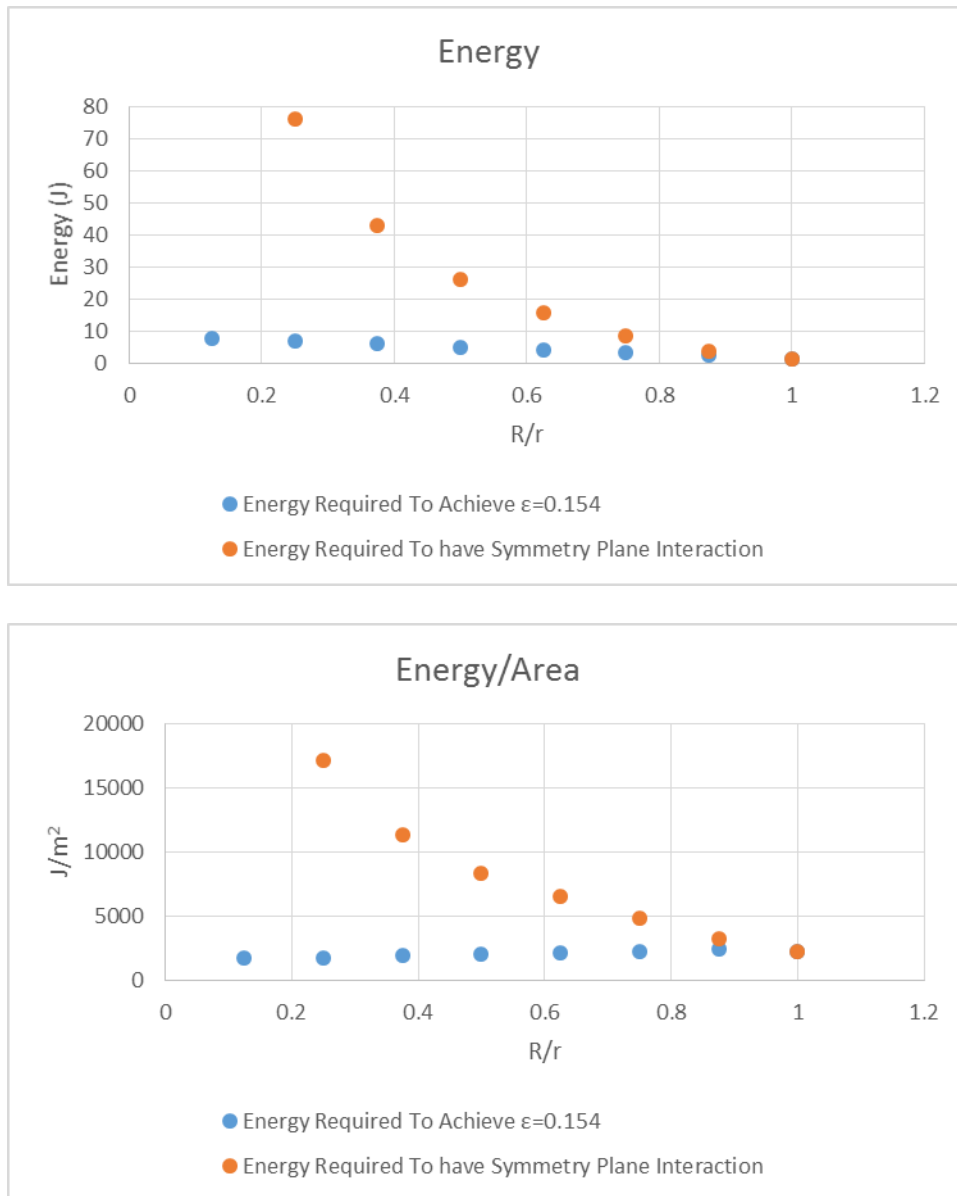 Energy
80
70
60
50
40
30
20
10
0
Energy (J)
0 0.2 0.4 0.6 0.8 1 1.2
R/r
Energy Required To Achieve ε=0.154
Energy Required To have Symmetry Plane Interaction
Energy/Area
20000
15000
10000
5000
0
J/m²
0 0.2 0.4 0.6 0.8 1 1.2
R/r
Energy Required To Achieve ε=0.154
Energy Required To have Symmetry Plane Interaction